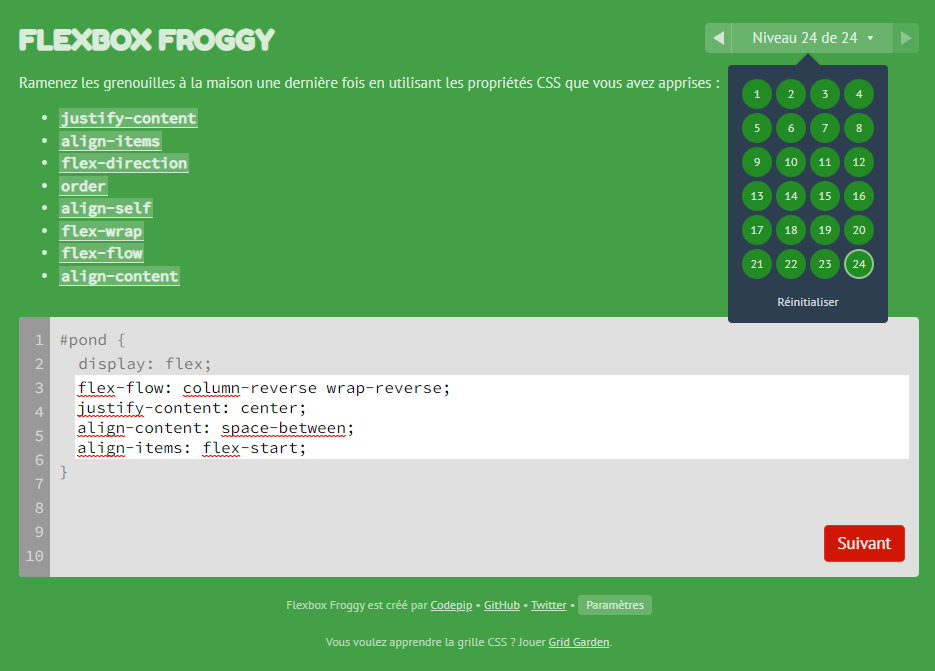 FLEXBOX FROGGY
◀ Niveau 24 de 24 ▾ ▶
Ramenez les grenouilles à la maison une dernière fois en utilisant les propriétés CSS que vous avez apprises :
• justify-content
• align-items
• flex-direction
• order
• align-self
• flex-wrap
• flex-flow
• align-content
1 2 3 4
5 6 7 8
9 10 11 12
13 14 15 16
17 18 19 20
21 22 23 24
Réinitialiser
1 #pond {
2 display: flex;
3 flex-flow: column-reverse wrap-reverse;
4 justify-content: center;
5 align-content: space-between;
6 align-items: flex-start;
7 }
8
9
10
Suivant
Flexbox Froggy est créé par Codepip • GitHub • Twitter • Paramètres
Vous voulez apprendre la grille CSS ? Jouer Grid Garden.